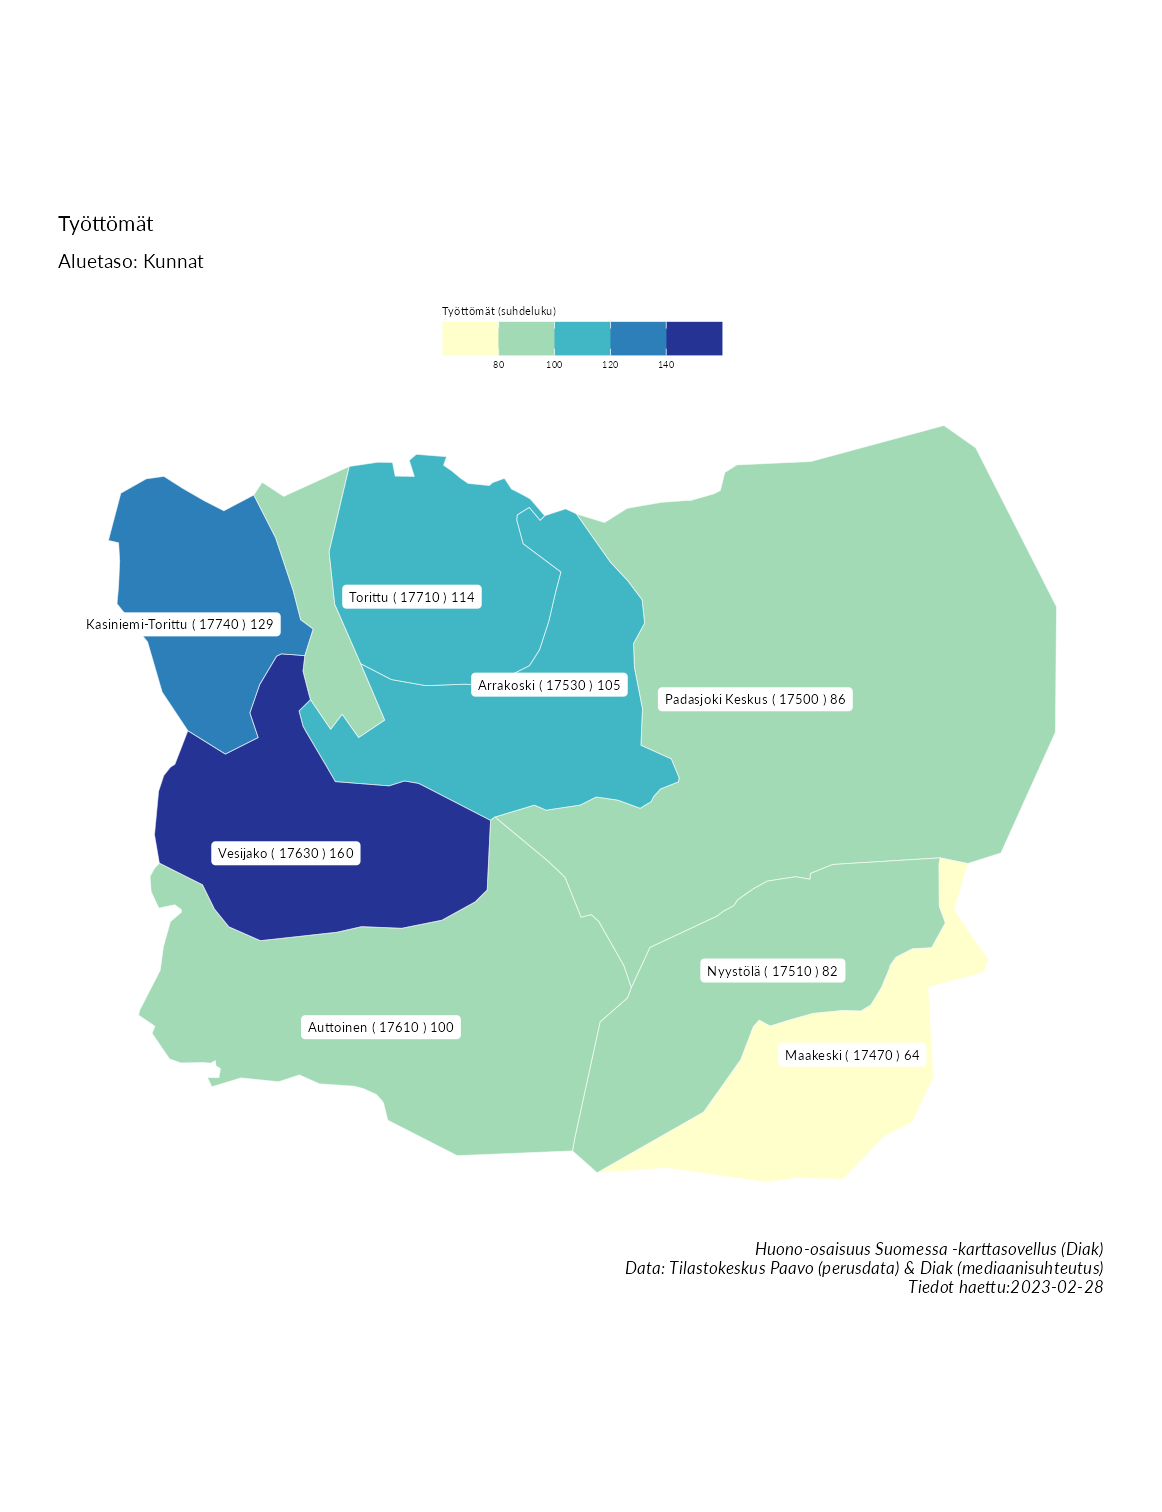 Työttömät
Aluetaso: Kunnat
Työttömät (suhdeluku)
80 100 120 140
Torittu ( 17710 ) 114
Kasiniemi-Torittu ( 17740 ) 129
Arrakoski ( 17530 ) 105
Padasjoki Keskus ( 17500 ) 86
Vesijako ( 17630 ) 160
Nyystölä ( 17510 ) 82
Auttoinen ( 17610 ) 100
Maakeski ( 17470 ) 64
Huono-osaisuus Suomessa -karttasovellus (Diak)
Data: Tilastokeskus Paavo (perusdata) & Diak (mediaanisuhteutus)
Tiedot haettu:2023-02-28